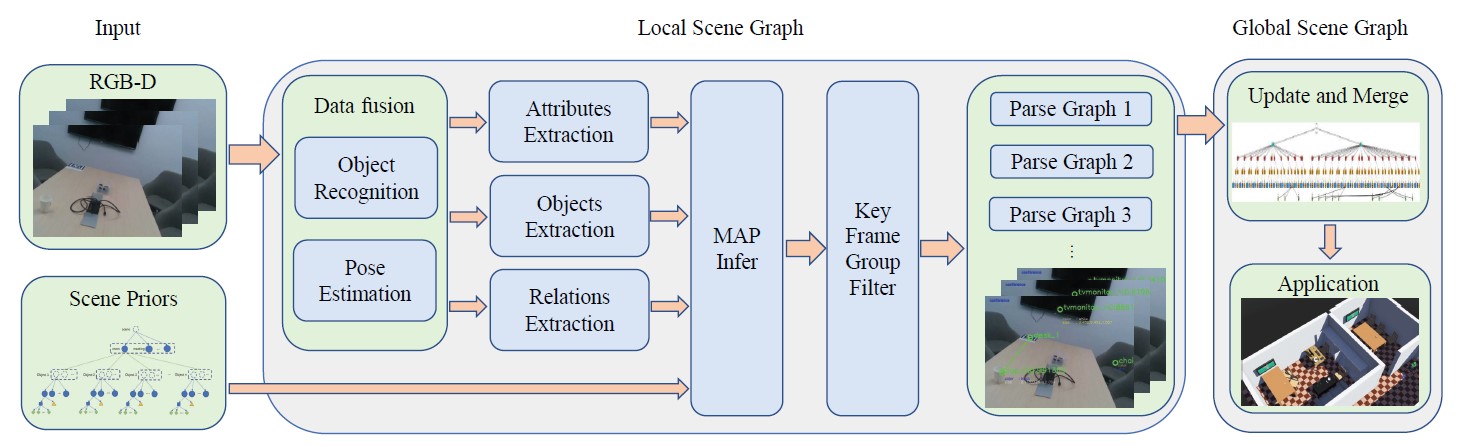 Input
Local Scene Graph
Global Scene Graph
RGB-D
Scene Priors
Data fusion
Object
Recognition
Pose
Estimation
Attributes
Extraction
Objects
Extraction
Relations
Extraction
MAP
Infer
Key
Frame
Group
Filter
Parse Graph 1
Parse Graph 2
Parse Graph 3
⋮
conference
tvmonitor
Update and Merge
Application